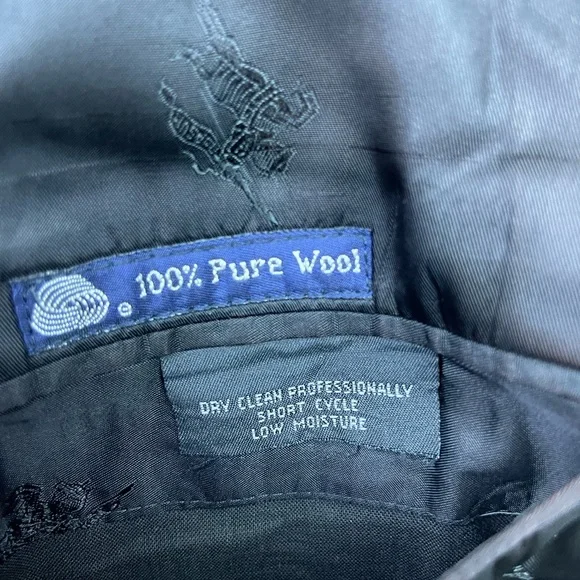 ® 100% Pure Wool
DRY CLEAN PROFESSIONALLY
SHORT CYCLE
LOW MOISTURE